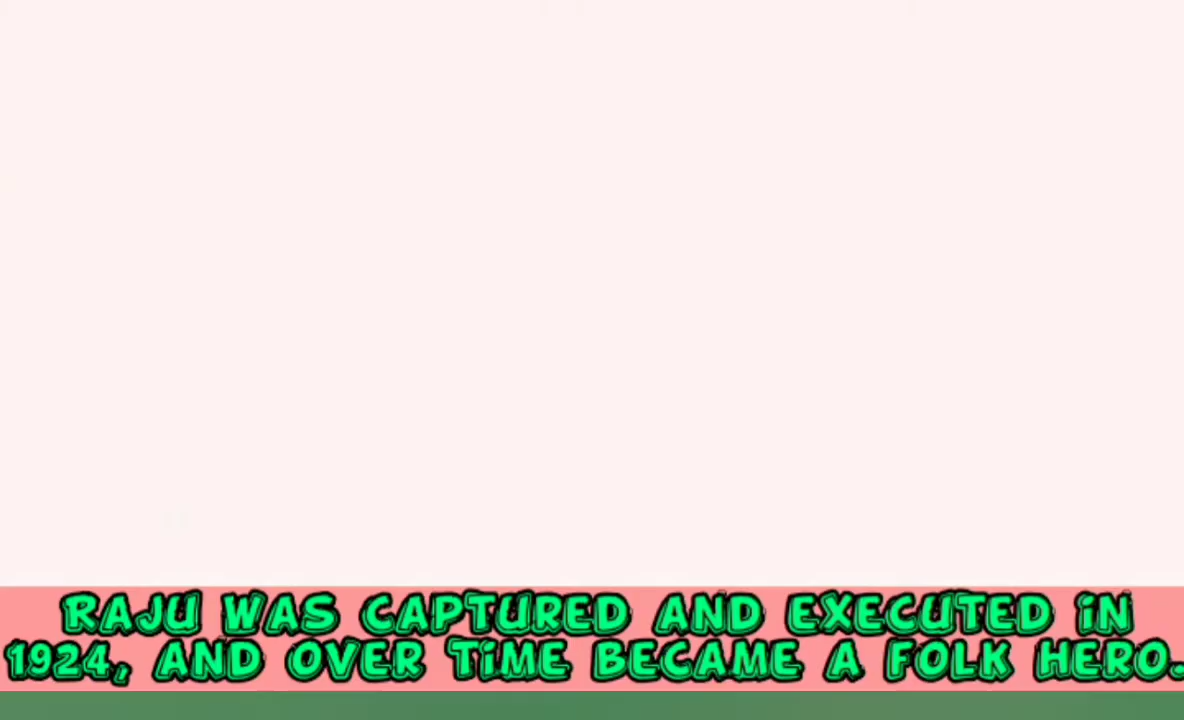 RAJU WAS CAPTURED AND EXECUTED IN
1924, AND OVER TIME BECAME A FOLK HERO.